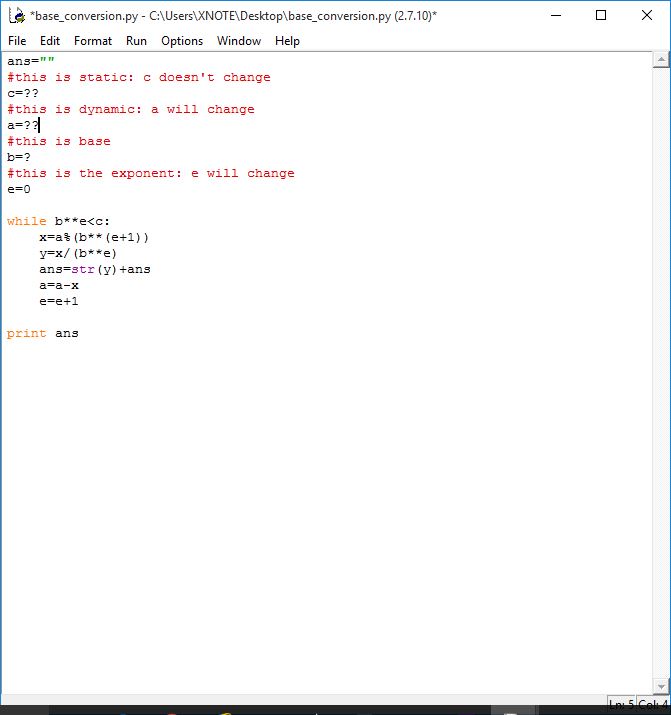 *base_conversion.py - C:\Users\XNOTE\Desktop\base_conversion.py (2.7.10)*
File Edit Format Run Options Window Help
ans=""
#this is static: c doesn't change
c=??
#this is dynamic: a will change
a=??
#this is base
b=?
#this is the exponent: e will change
e=0
while b**e<c:
    x=a%(b**(e+1))
    y=x/(b**e)
    ans=str(y)+ans
    a=a-x
    e=e+1
print ans
Ln: 5 Col: 4